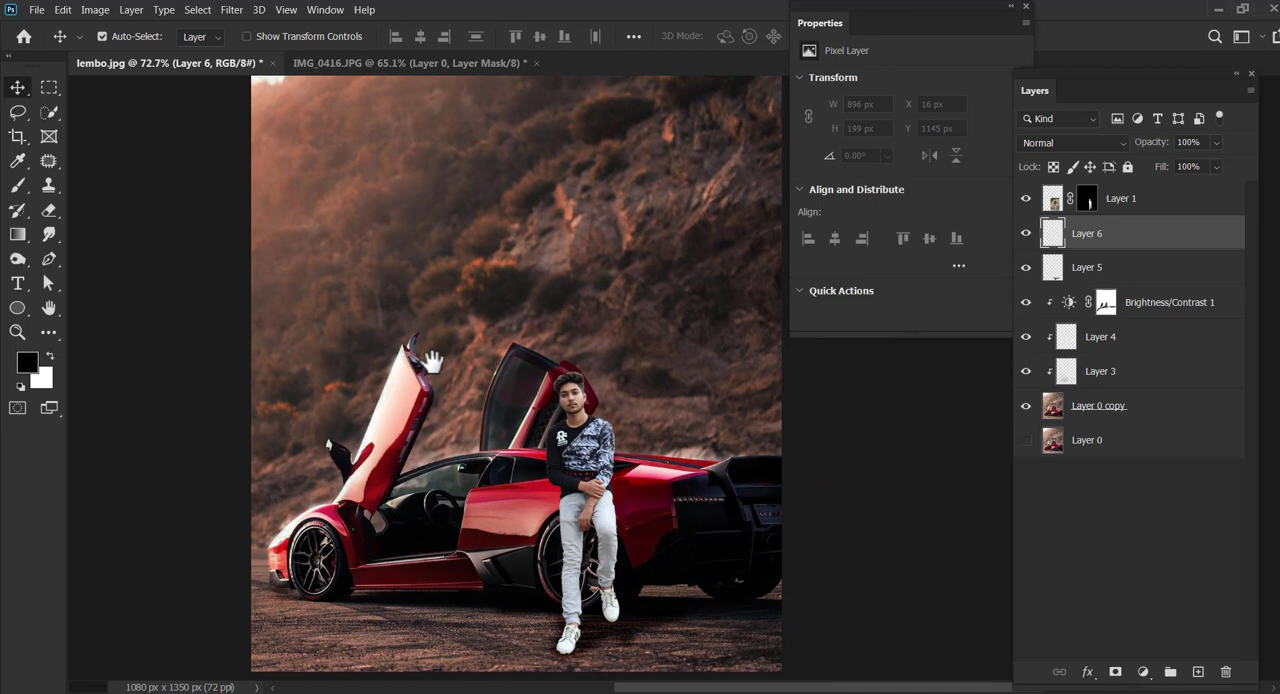 Ps File Edit Image Layer Type Select Filter 3D View Window Help
Auto-Select: Layer Show Transform Controls 3D Mode:
lembo.jpg @ 72.7% (Layer 6, RGB/8#) * × IMG_0416.JPG @ 65.1% (Layer 0, Layer Mask/8) * ×
Properties
Pixel Layer
Transform
W 896 px X 16 px
H 199 px Y 1145 px
0.00°
Align and Distribute
Align:
Quick Actions
Layers
Kind
Normal Opacity: 100%
Lock: Fill: 100%
Layer 1
Layer 6
Layer 5
Brightness/Contrast 1
Layer 4
Layer 3
Layer 0 copy
Layer 0
fx
1080 px x 1350 px (72 ppi)